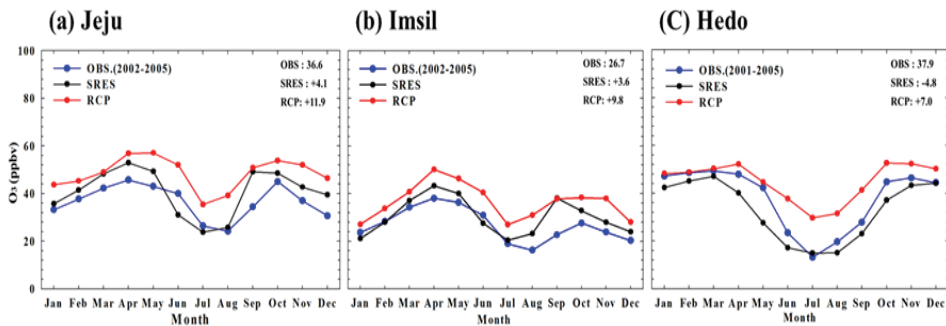 (a) Jeju
(b) Imsil
(C) Hedo
O₃ (ppbv)
100
80
60
40
20
0
OBS.(2002-2005)
SRES
RCP
OBS : 36.6
SRES : +4.1
RCP: +11.9
Jan Feb Mar Apr May Jun Jul Aug Sep Oct Nov Dec
Month
OBS.(2002-2005)
SRES
RCP
OBS : 26.7
SRES : +3.6
RCP: +9.8
Jan Feb Mar Apr May Jun Jul Aug Sep Oct Nov Dec
Month
OBS.(2001-2005)
SRES
RCP
OBS : 37.9
SRES : -4.8
RCP: +7.0
Jan Feb Mar Apr May Jun Jul Aug Sep Oct Nov Dec
Month